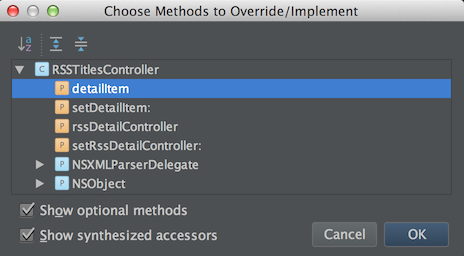 Choose Methods to Override/Implement
a
z
C RSSTitlesController
P detailItem
P setDetailItem:
P rssDetailController
P setRssDetailController:
P NSXMLParserDelegate
P NSObject
Show optional methods
Show synthesized accessors
Cancel
OK